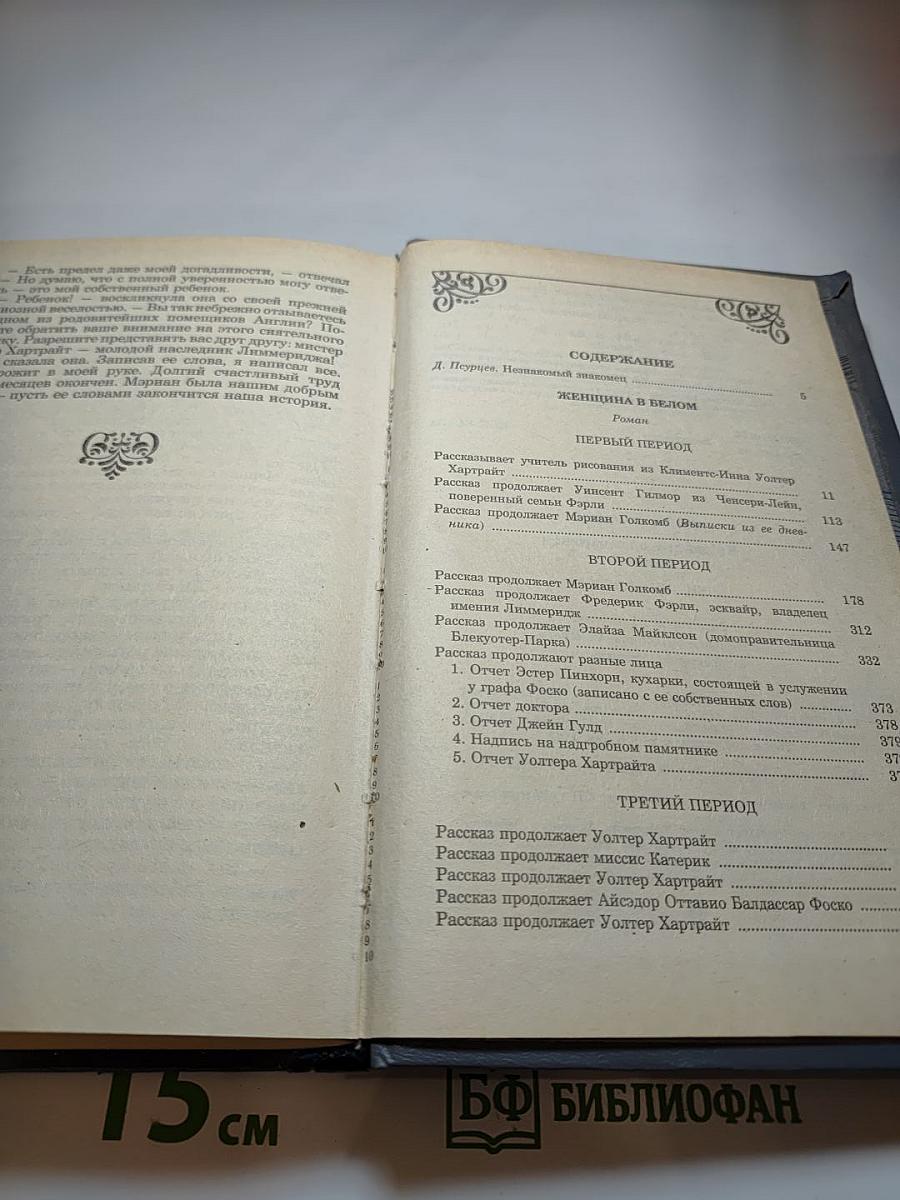 — Есть предел даже моей догадливости, — отвечал
— Но думаю, что с полной уверенностью могу отве-
— это мой собственный ребенок.
— Ребенок! — воскликнула она со своей прежней
веселостью. — Вы так небрежно отзываетесь
из родовитейших помещиков Англии? По-
обратить ваше внимание на этого сиятельного
Разрешите представить вас друг другу: мистер
Хартрайт — молодой наследник Лиммериджа!
сказала она. Записав ее слова, я написал все.
в моей руке. Долгий счастливый труд
месяцев окончен. Мэриан была нашим добрым
— пусть ее словами закончится наша история.
СОДЕРЖАНИЕ
Д. Псурцев. Незнакомый знакомец 5
ЖЕНЩИНА В БЕЛОМ
Роман
ПЕРВЫЙ ПЕРИОД
Рассказывает учитель рисования из Климентс-Инна Уолтер
Хартрайт 11
Рассказ продолжает Уинсент Гилмор из Ченсери-Лейн,
поверенный семьи Фэрли 113
Рассказ продолжает Мэриан Голкомб (Выписки из ее днев-
ника) 147
ВТОРОЙ ПЕРИОД
Рассказ продолжает Мэриан Голкомб 178
Рассказ продолжает Фредерик Фэрли, эсквайр, владелец
имения Лиммеридж 312
Рассказ продолжает Элайза Майклсон (домоправительница
Блекуотер-Парка) 332
Рассказ продолжают разные лица
1. Отчет Эстер Пинхорн, кухарки, состоящей в услужении
у графа Фоско (записано с ее собственных слов) 373
2. Отчет доктора 378
3. Отчет Джейн Гулд 379
4. Надпись на надгробном памятнике
5. Отчет Уолтера Хартрайта
ТРЕТИЙ ПЕРИОД
Рассказ продолжает Уолтер Хартрайт
Рассказ продолжает миссис Катерик
Рассказ продолжает Уолтер Хартрайт
Рассказ продолжает Айсэдор Оттавио Балдассар Фоско
Рассказ продолжает Уолтер Хартрайт
15 см
БФ БИБЛИОФАН